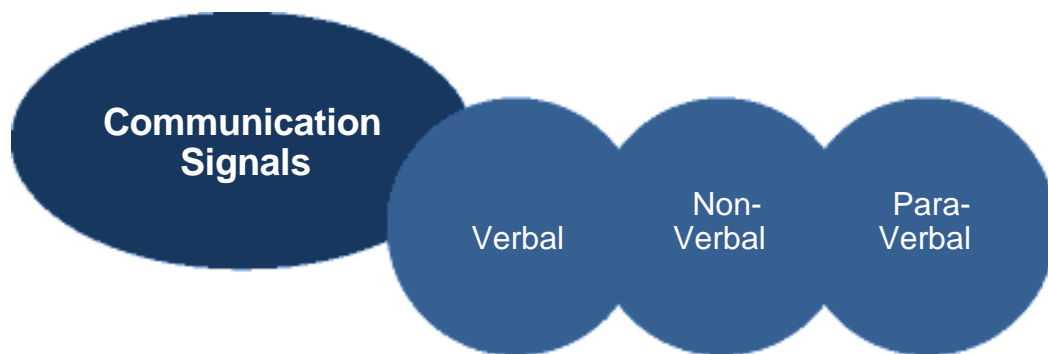 Communication
Signals
Verbal
Non-
Verbal
Para-
Verbal